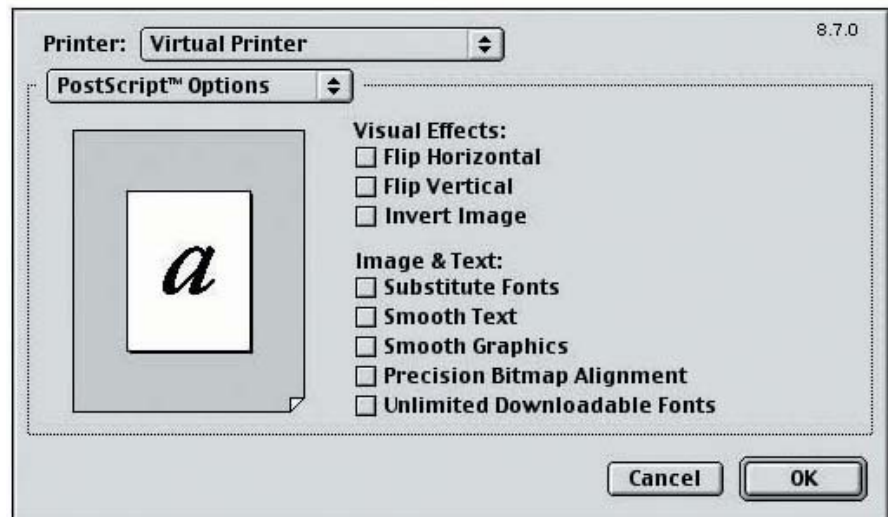 Printer: Virtual Printer
8.7.0
PostScript™ Options
a
Visual Effects:
Flip Horizontal
Flip Vertical
Invert Image
Image & Text:
Substitute Fonts
Smooth Text
Smooth Graphics
Precision Bitmap Alignment
Unlimited Downloadable Fonts
Cancel OK